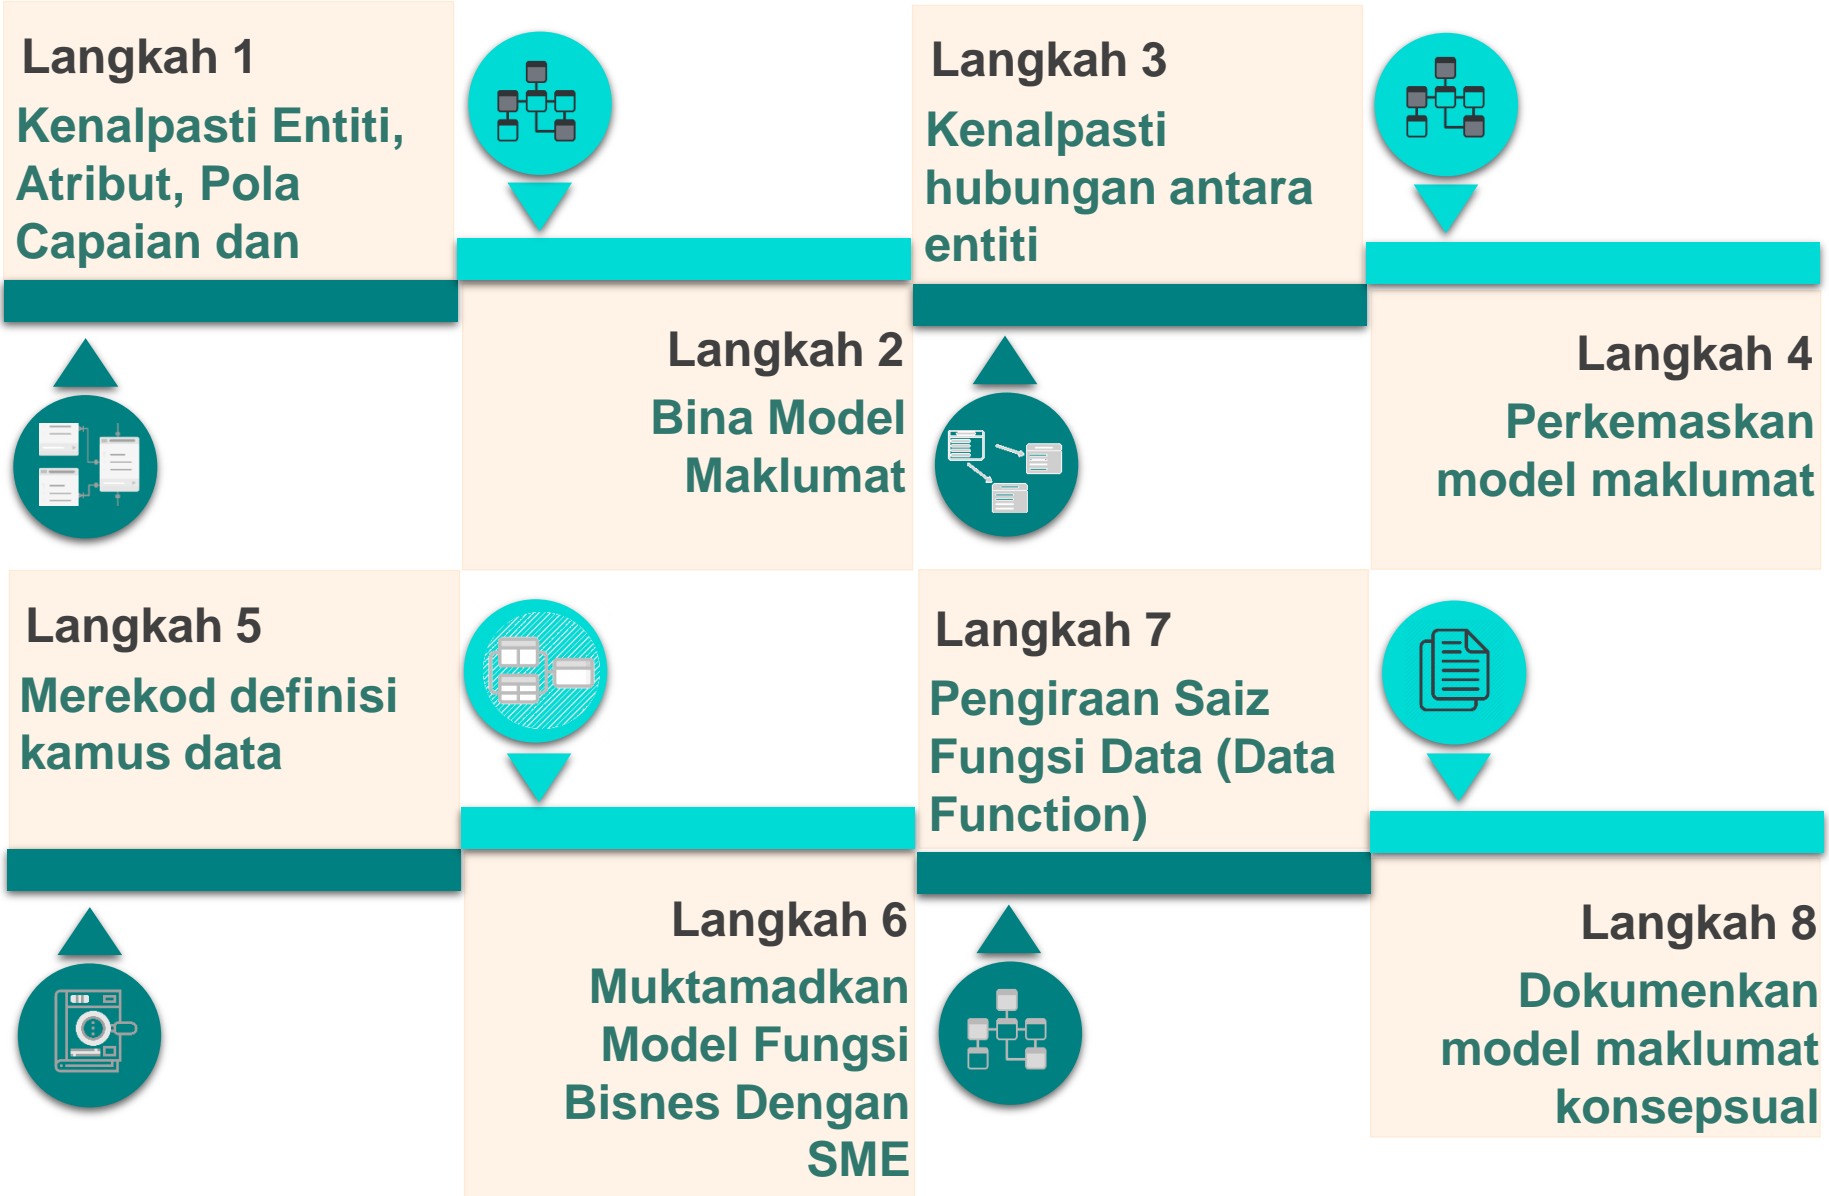 Langkah 1
Kenalpasti Entiti,
Atribut, Pola
Capaian dan
Langkah 2
Bina Model
Maklumat
Langkah 3
Kenalpasti
hubungan antara
entiti
Langkah 4
Perkemaskan
model maklumat
Langkah 5
Merekod definisi
kamus data
Langkah 6
Muktamadkan
Model Fungsi
Bisnes Dengan
SME
Langkah 7
Pengiraan Saiz
Fungsi Data (Data
Function)
Langkah 8
Dokumenkan
model maklumat
konsepsual